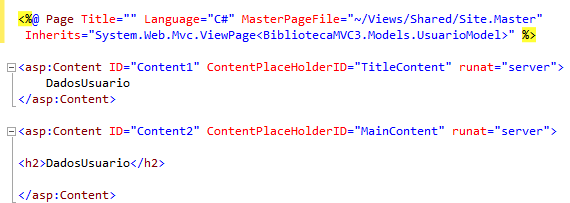 <%@ Page Title="" Language="C#" MasterPageFile="~/Views/Shared/Site.Master"
Inherits="System.Web.Mvc.ViewPage<BibliotecaMVC3.Models.UsuarioModel>" %>
<asp:Content ID="Content1" ContentPlaceHolderID="TitleContent" runat="server">
DadosUsuario
</asp:Content>
<asp:Content ID="Content2" ContentPlaceHolderID="MainContent" runat="server">
<h2>DadosUsuario</h2>
</asp:Content>